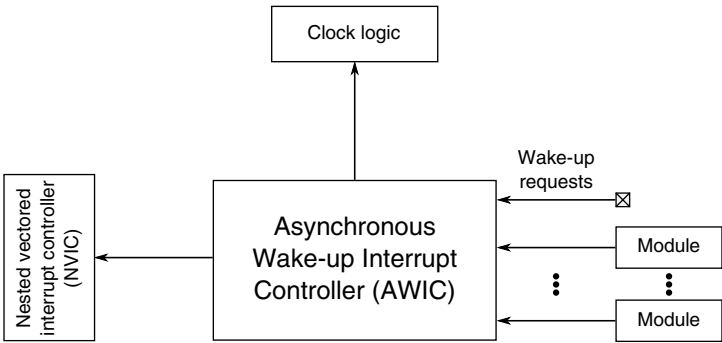 Clock logic
Nested vectored
interrupt controller
(NVIC)
Asynchronous
Wake-up Interrupt
Controller (AWIC)
Wake-up
requests
Module
Module